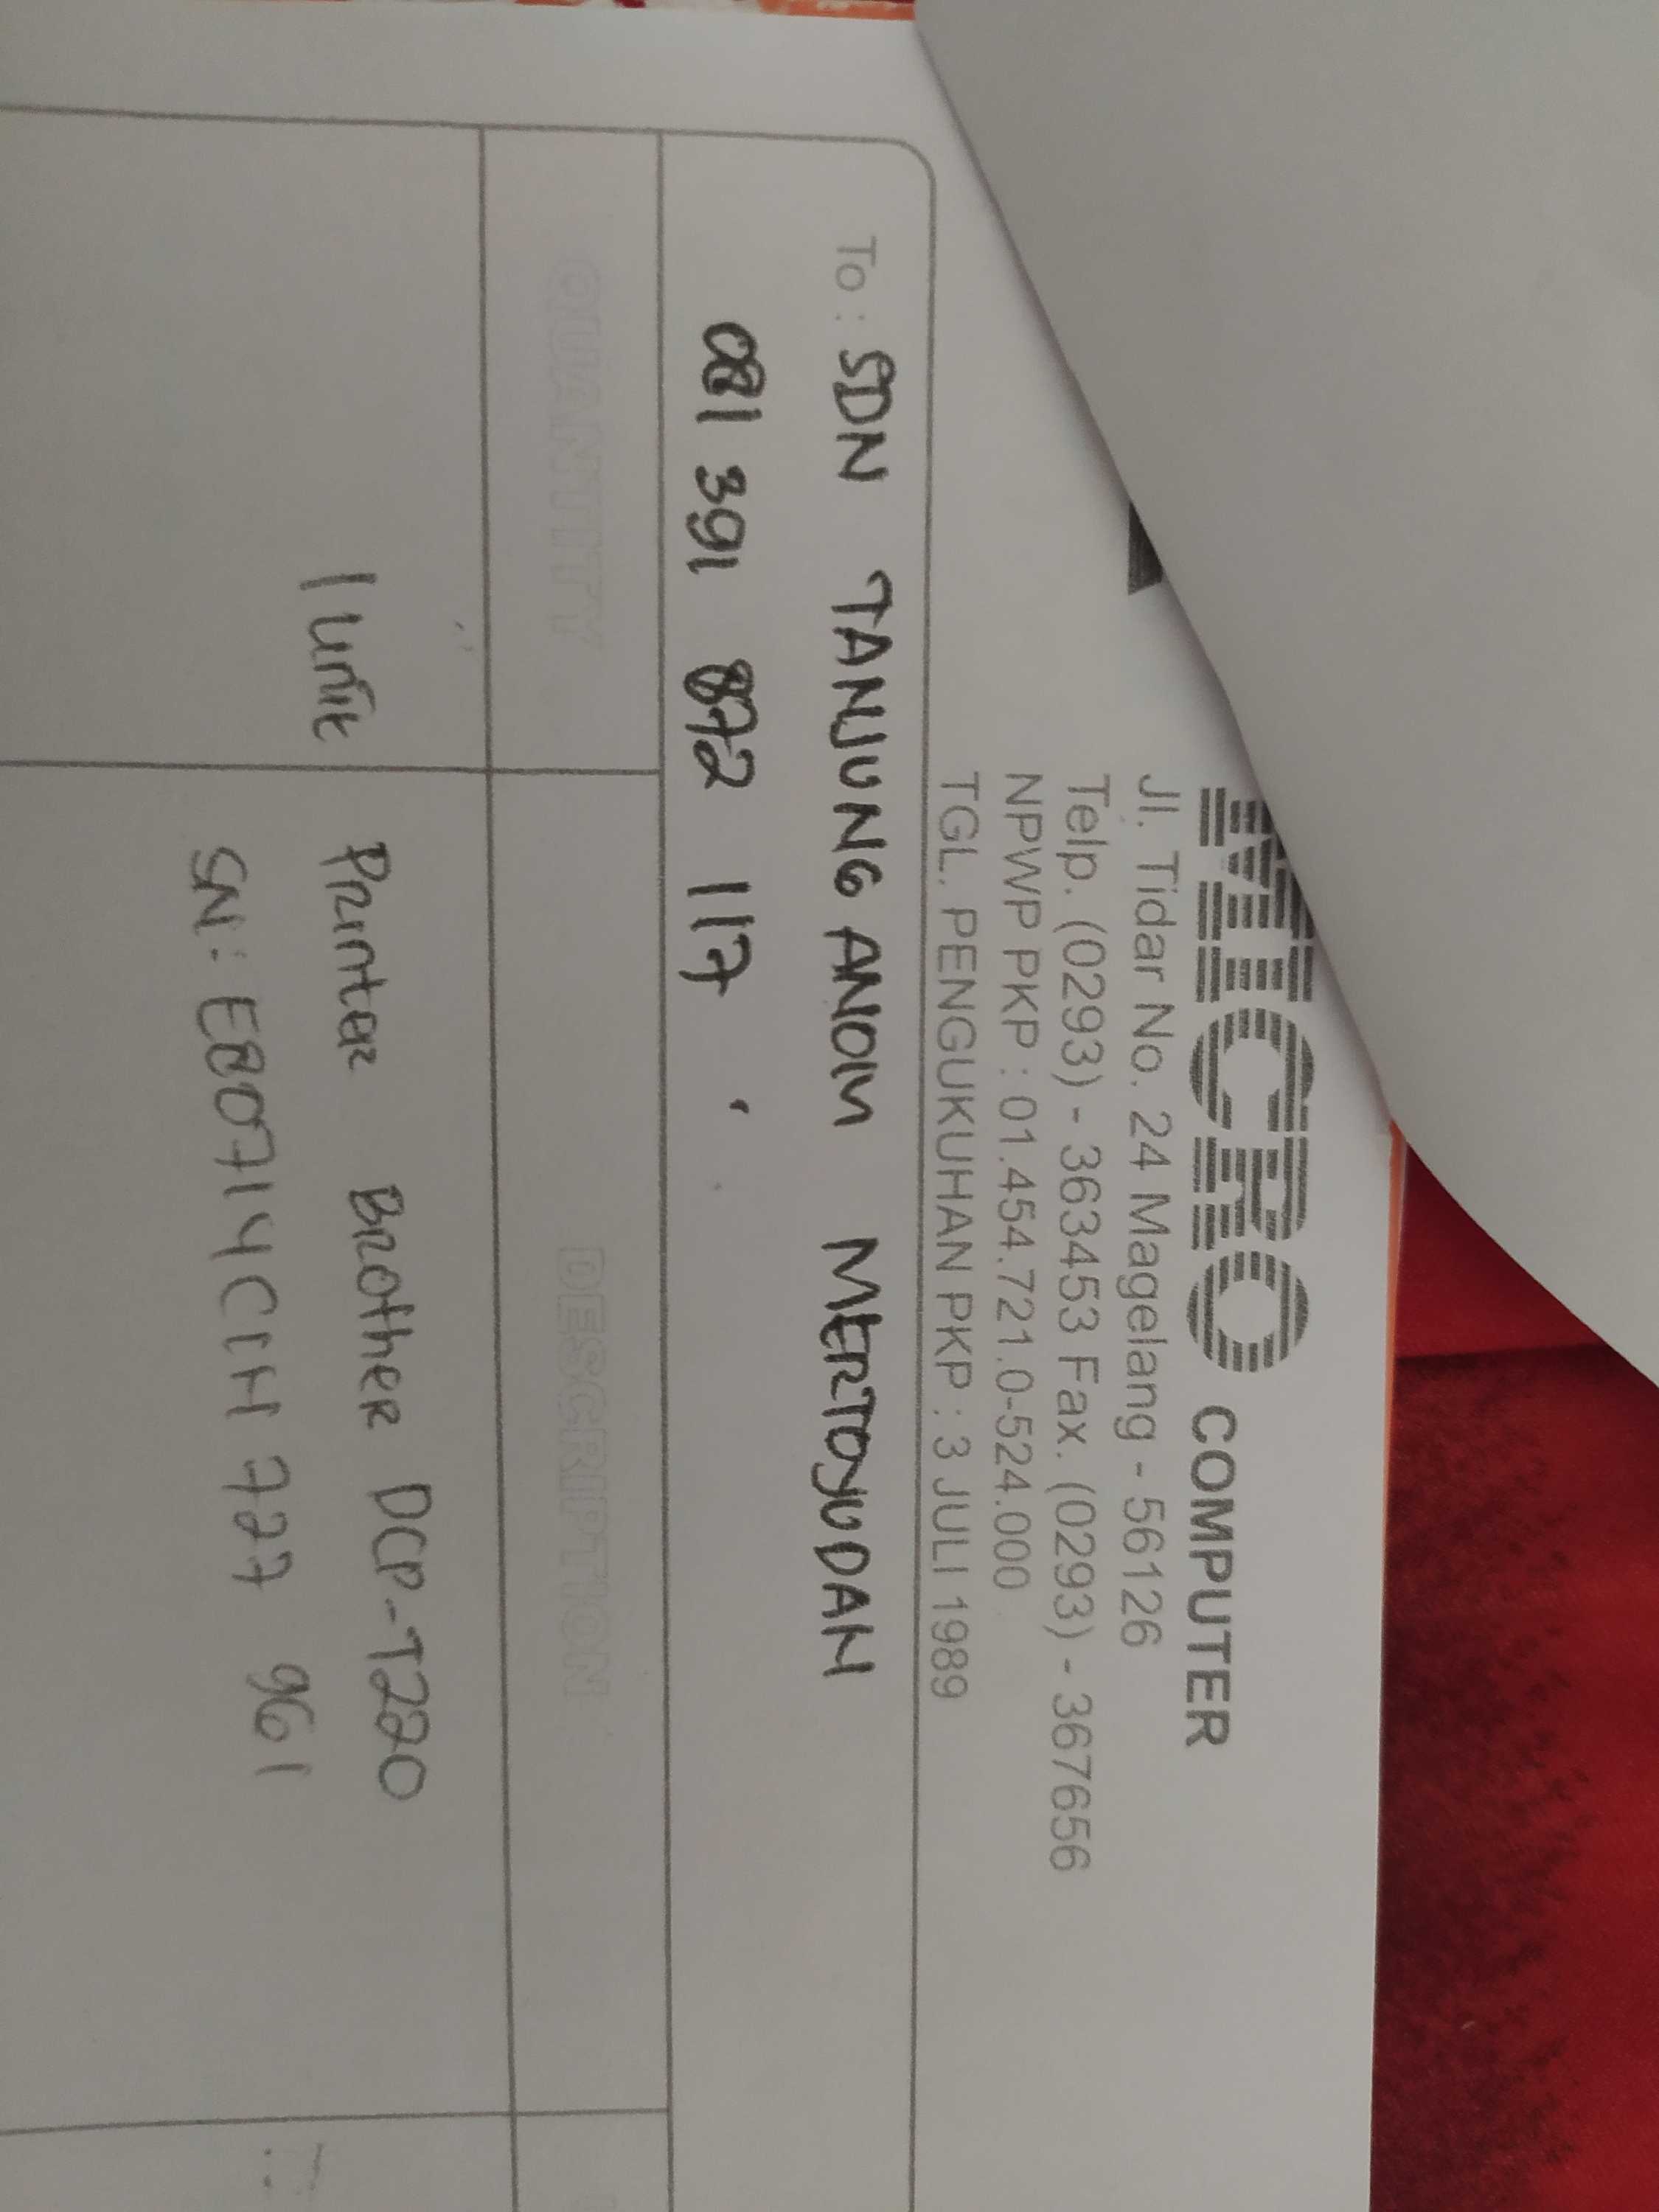 MICRO COMPUTER
Jl. Tidar No. 24 Magelang - 56126
Telp. (0293) - 363453 Fax. (0293) - 367656
NPWP PKP : 01.454.721.0-524.000
TGL. PENGUKUHAN PKP : 3 JULI 1989
To : SDN TANJUNG ANOM MERTOYUDAN
081 391 872 117
QUANTITY DESCRIPTION
1 unit Printer Brother DCP-T220
SN: E80714C1H 727 961